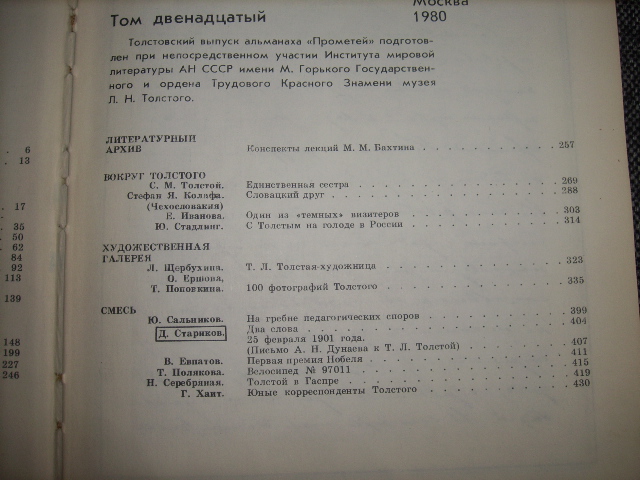 Москва
Том двенадцатый 1980
Толстовский выпуск альманаха «Прометей» подготов-
лен при непосредственном участии Института мировой
литературы АН СССР имени М. Горького Государствен-
ного и ордена Трудового Красного Знамени музея
Л. Н. Толстого.
ЛИТЕРАТУРНЫЙ
АРХИВ Конспекты лекций М. М. Бахтина 257
ВОКРУГ ТОЛСТОГО
С. М. Толстой. Единственная сестра 269
Стефан Я. Колафа. Словацкий друг 288
(Чехословакия)
Е. Иванова. Один из «темных» визитеров 303
Ю. Стадлинг. С Толстым на голоде в России 314
ХУДОЖЕСТВЕННАЯ
ГАЛЕРЕЯ
Л. Щербухина. Т. Л. Толстая-художница 323
О. Ершова,
Т. Поповкина. 100 фотографий Толстого 335
СМЕСЬ
Ю. Сальников. На гребне педагогических споров 399
Д. Стариков. Два слова 404
25 февраля 1901 года.
(Письмо А. Н. Дунаева к Т. Л. Толстой) 407
В. Евпатов. Первая премия Нобеля 411
Т. Полякова. Велосипед № 97011 415
Н. Серебряная. Толстой в Гаспре 419
Г. Хаит. Юные корреспонденты Толстого 430
6
13
17
35
50
62
84
92
113
139
148
199
227
246